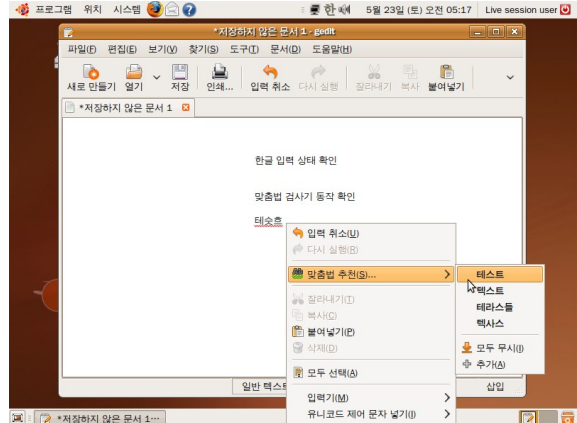 프로그램 위치 시스템 한 5월 23일 (토) 오전 05:17 Live session user
*저장하지 않은 문서 1 - gedit
파일(F) 편집(E) 보기(V) 찾기(S) 도구(T) 문서(D) 도움말(H)
새로 만들기 열기 저장 인쇄... 입력 취소 다시 실행 잘라내기 복사 붙여넣기
*저장하지 않은 문서 1
한글 입력 상태 확인
맞춤법 검사기 동작 확인
테슷흐
입력 취소(U)
다시 실행(R)
맞춤법 추천(S)...
잘라내기(T)
복사(C)
붙여넣기(P)
삭제(D)
모두 선택(A)
입력기(M)
유니코드 제어 문자 넣기(I)
테스트
텍스트
테라스들
텍사스
모두 무시(I)
추가(A)
일반 텍스트 삽입
*저장하지 않은 문서 1...